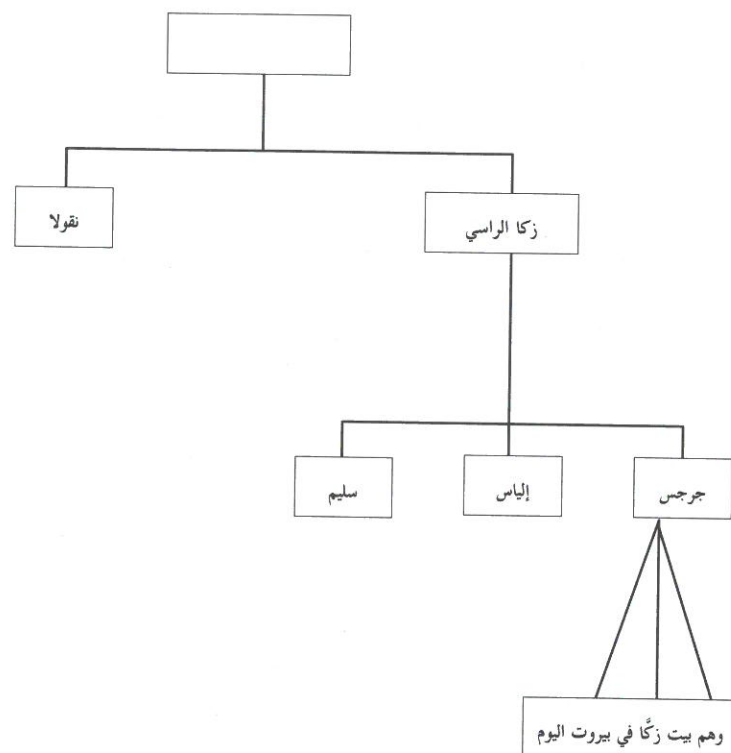 زكا الراسي
نقولا
جرجس
إلياس
سليم
وهم بيت زكَّا في بيروت اليوم